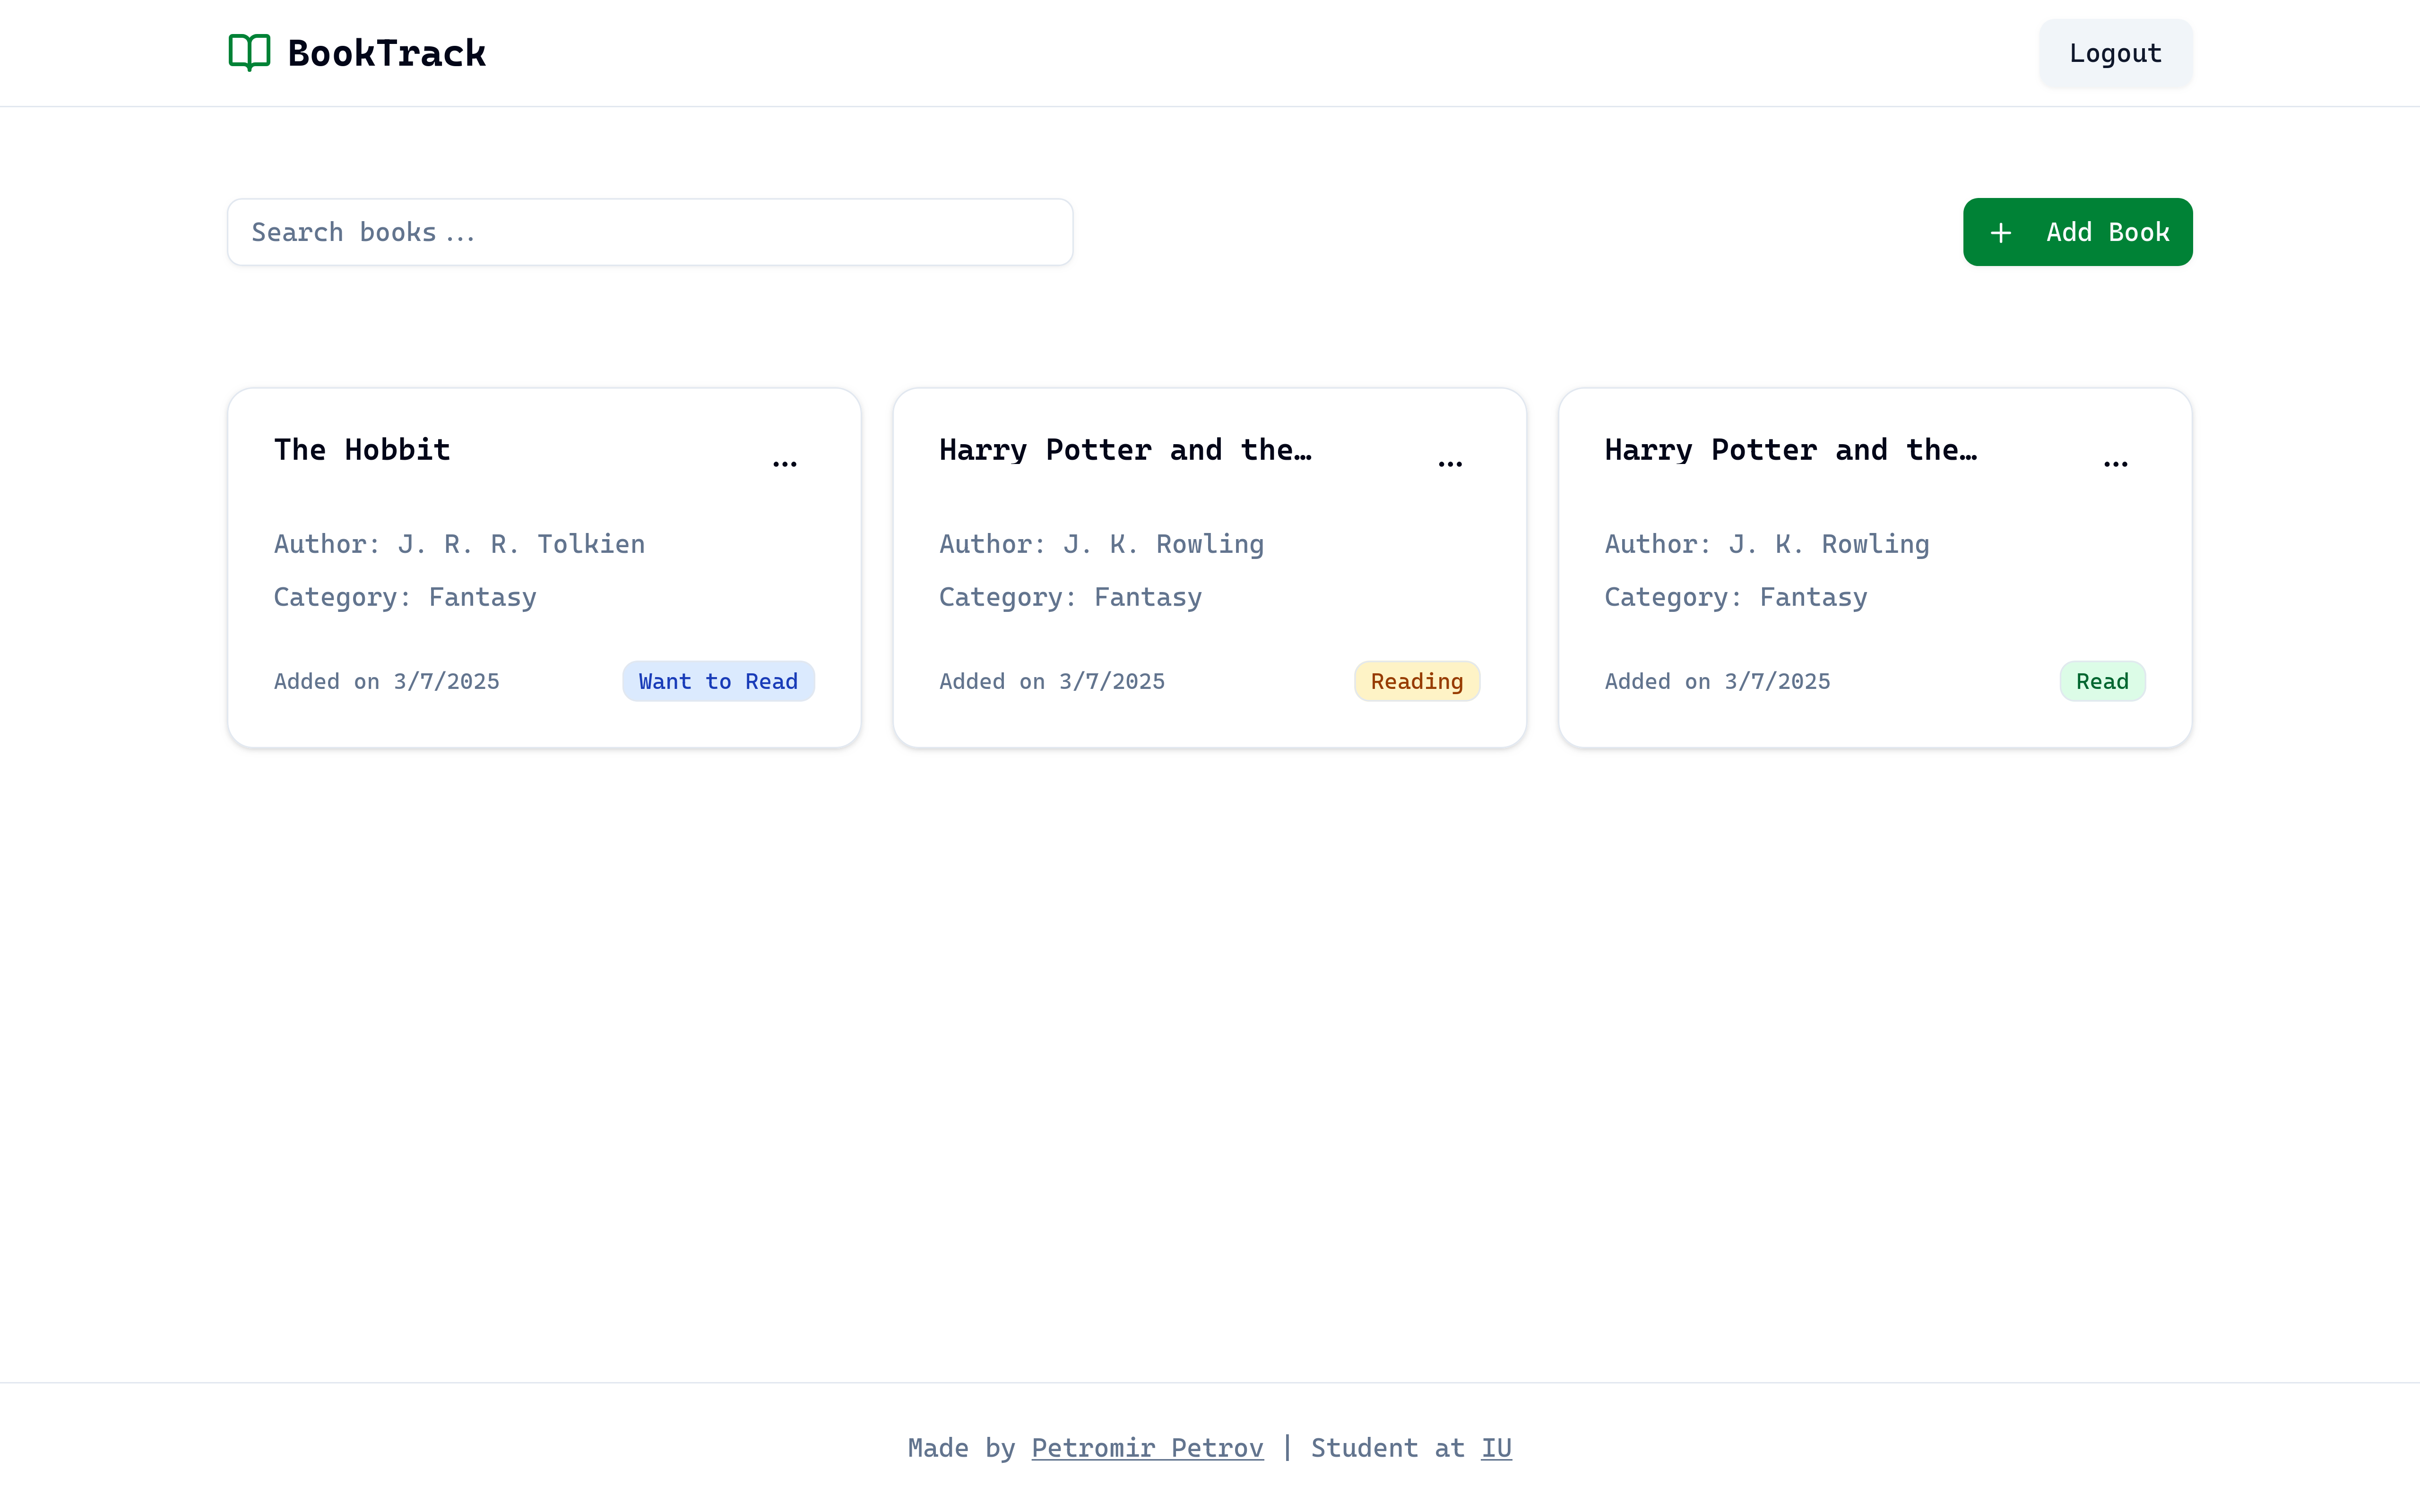 BookTrack
Logout
Search books...
+ Add Book
The Hobbit
...
Author: J. R. R. Tolkien
Category: Fantasy
Added on 3/7/2025
Want to Read
Harry Potter and the…
...
Author: J. K. Rowling
Category: Fantasy
Added on 3/7/2025
Reading
Harry Potter and the…
...
Author: J. K. Rowling
Category: Fantasy
Added on 3/7/2025
Read
Made by Petromir Petrov | Student at IU